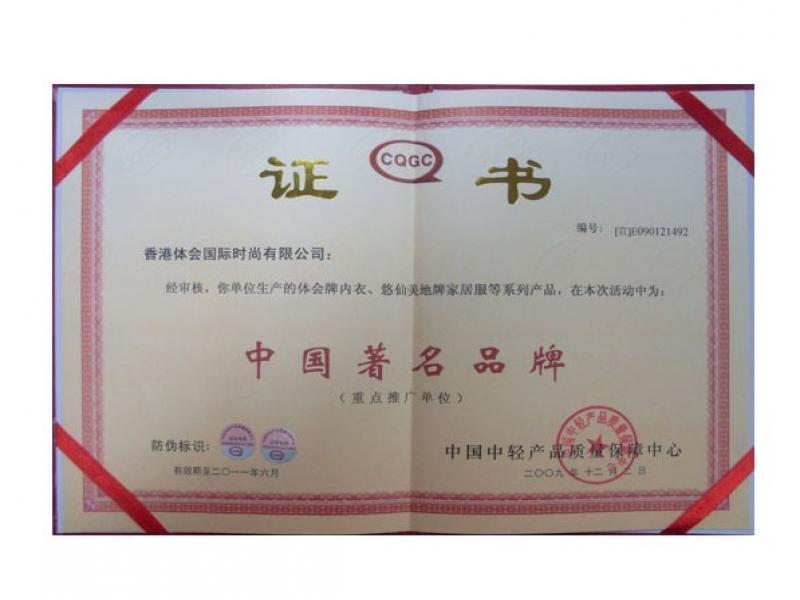 证 CQGC 书
编号： [宣]E090121492
香港体会国际时尚有限公司：
经审核，你单位生产的体会牌内衣、悠仙美地牌家居服等系列产品，在本次活动中为：
中国著名品牌
（重点推广单位）
防伪标识：
中国中轻产品质量保障中心
有效期至二〇一一年六月
二〇〇九年十二月 日